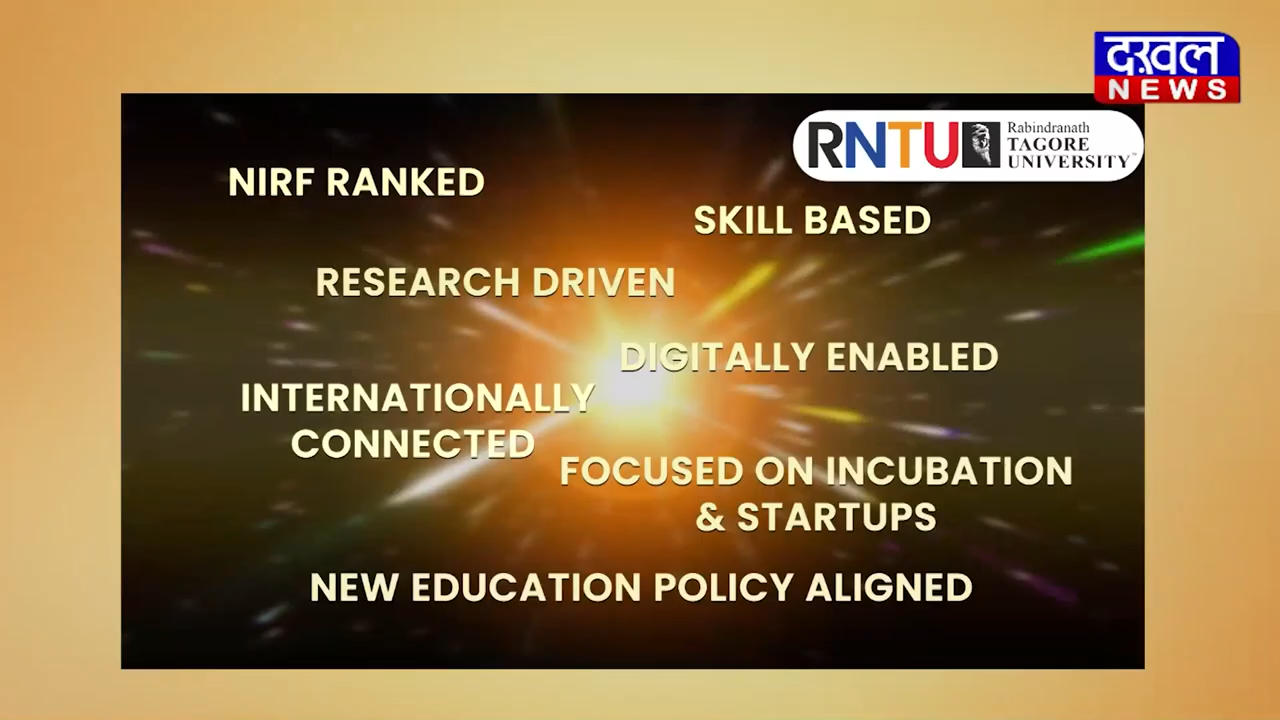 दख़ल
NEWS
RNTU
Rabindranath
TAGORE
UNIVERSITY™
NIRF RANKED
SKILL BASED
RESEARCH DRIVEN
DIGITALLY ENABLED
INTERNATIONALLY
CONNECTED
FOCUSED ON INCUBATION
& STARTUPS
NEW EDUCATION POLICY ALIGNED